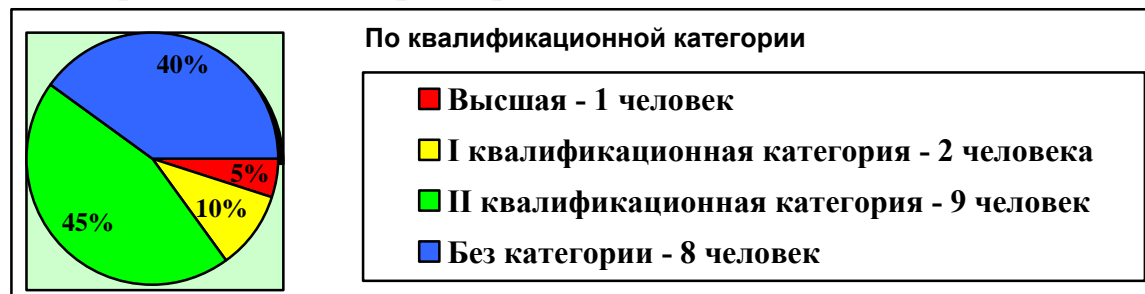 По квалификационной категории
40%
5%
10%
45%
Высшая - 1 человек
I квалификационная категория - 2 человека
II квалификационная категория - 9 человек
Без категории - 8 человек